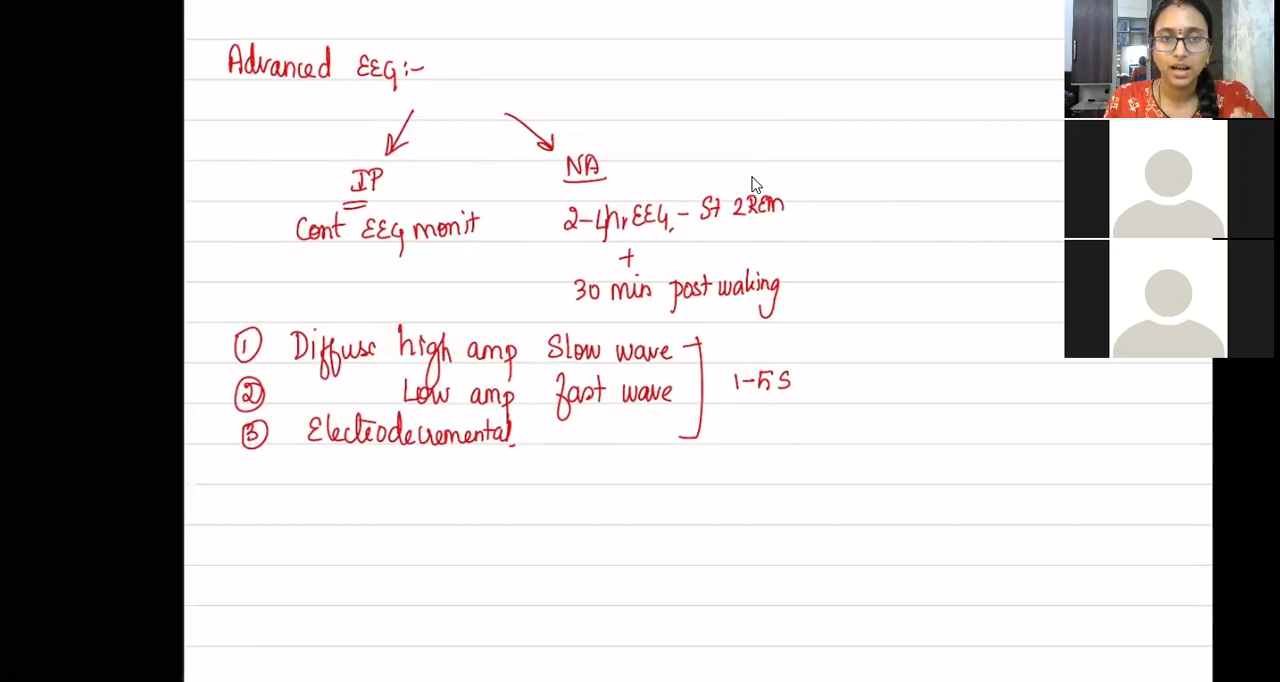 Advanced EEG:-
IP
NA
Cont EEG monit
2-4hr EEG - St 2 REM
+
30 min post waking
① Diffuse high amp Slow wave
② Low amp fast wave
1-5 S
③ Electrodecremental